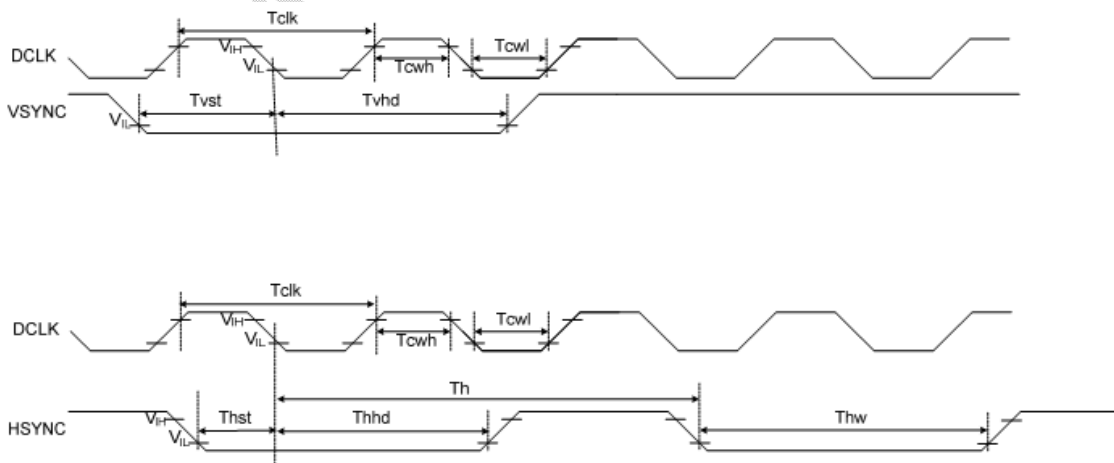 Tclk
DCLK
VIH
VIL
Tcwh
Tcwl
VSYNC
VIL
Tvst
Tvhd
Tclk
DCLK
VIH
VIL
Tcwh
Tcwl
Th
HSYNC
VIH
VIL
Thst
Thhd
Thw